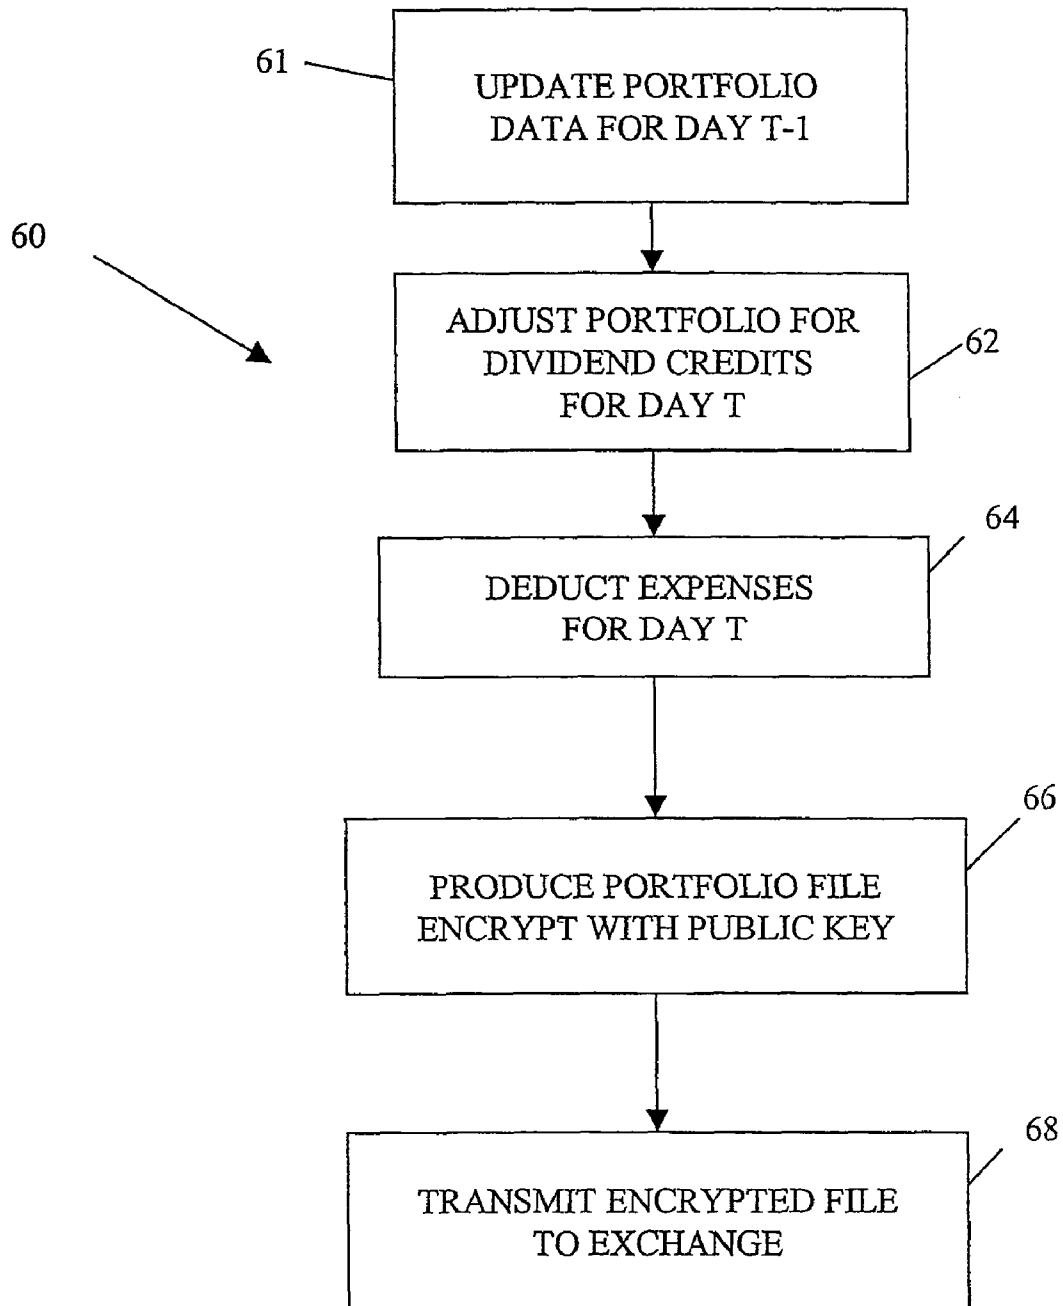 61
UPDATE PORTFOLIO
DATA FOR DAY T-1
60
ADJUST PORTFOLIO FOR
DIVIDEND CREDITS
FOR DAY T
62
64
DEDUCT EXPENSES
FOR DAY T
66
PRODUCE PORTFOLIO FILE
ENCRYPT WITH PUBLIC KEY
68
TRANSMIT ENCRYPTED FILE
TO EXCHANGE